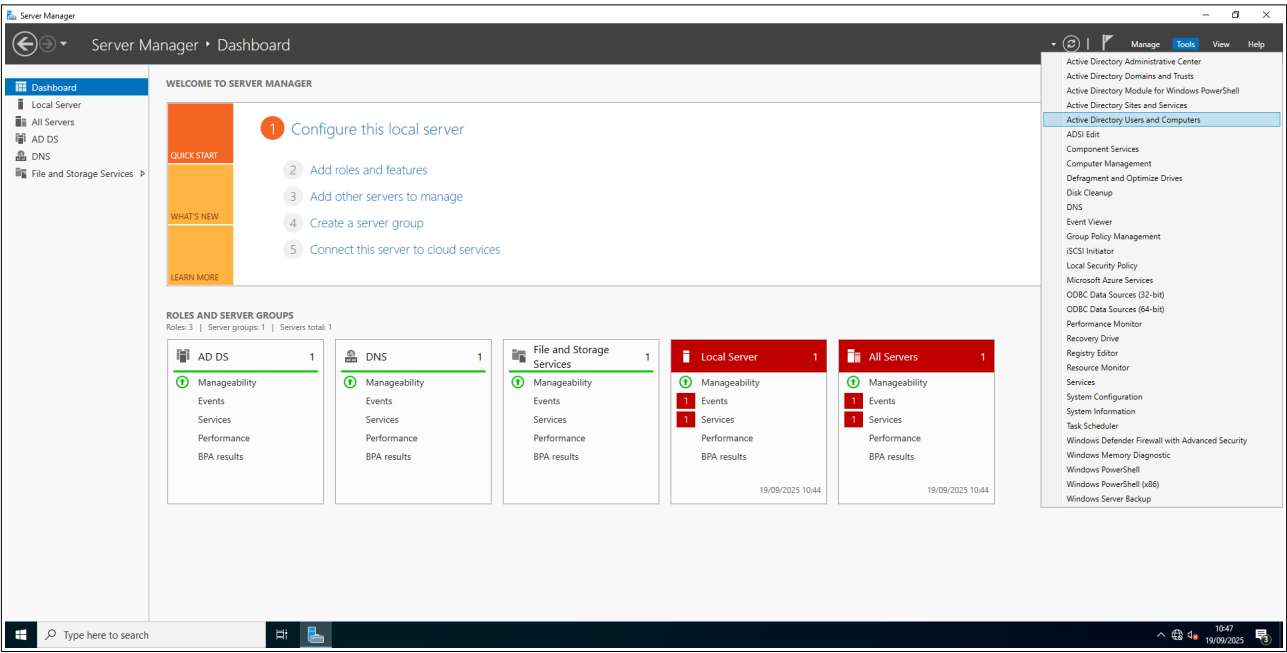 Server Manager
Server Manager • Dashboard
Manage Tools View Help
Dashboard
Local Server
All Servers
AD DS
DNS
File and Storage Services
WELCOME TO SERVER MANAGER
QUICK START
WHAT'S NEW
LEARN MORE
1 Configure this local server
2 Add roles and features
3 Add other servers to manage
4 Create a server group
5 Connect this server to cloud services
ROLES AND SERVER GROUPS
Roles: 3 | Server groups: 1 | Servers total: 1
AD DS 1
Manageability
Events
Services
Performance
BPA results
DNS 1
Manageability
Events
Services
Performance
BPA results
File and Storage
Services 1
Manageability
Events
Services
Performance
BPA results
Local Server 1
Manageability
1 Events
1 Services
Performance
BPA results
19/09/2025 10:44
All Servers 1
Manageability
1 Events
1 Services
Performance
BPA results
19/09/2025 10:44
Active Directory Administrative Center
Active Directory Domains and Trusts
Active Directory Module for Windows PowerShell
Active Directory Sites and Services
Active Directory Users and Computers
ADSI Edit
Component Services
Computer Management
Defragment and Optimize Drives
Disk Cleanup
DNS
Event Viewer
Group Policy Management
iSCSI Initiator
Local Security Policy
Microsoft Azure Services
ODBC Data Sources (32-bit)
ODBC Data Sources (64-bit)
Performance Monitor
Recovery Drive
Registry Editor
Resource Monitor
Services
System Configuration
System Information
Task Scheduler
Windows Defender Firewall with Advanced Security
Windows Memory Diagnostic
Windows PowerShell
Windows PowerShell (x86)
Windows Server Backup
Type here to search
10:47
19/09/2025
3